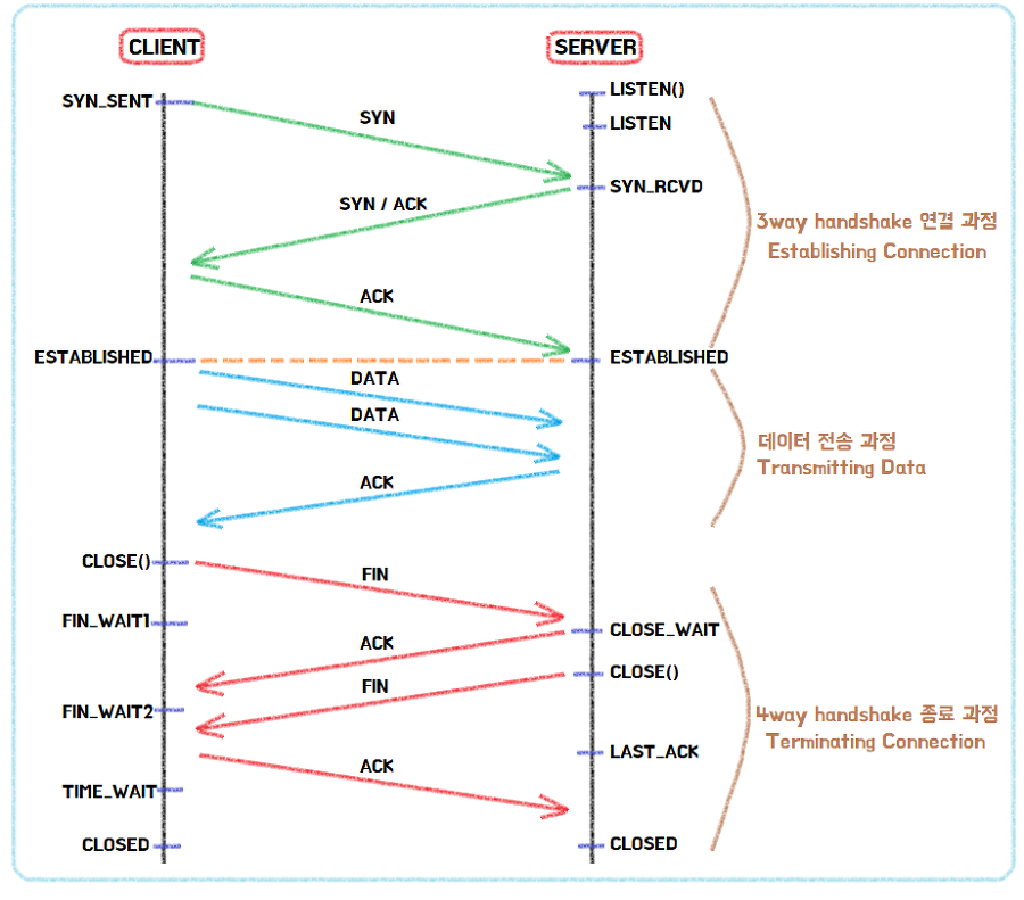 CLIENT
SERVER
SYN_SENT
LISTEN()
SYN
LISTEN
SYN_RCVD
SYN / ACK
3way handshake 연결 과정
Establishing Connection
ACK
ESTABLISHED
ESTABLISHED
DATA
DATA
데이터 전송 과정
Transmitting Data
ACK
CLOSE()
FIN
FIN_WAIT1
CLOSE_WAIT
ACK
CLOSE()
FIN
FIN_WAIT2
4way handshake 종료 과정
Terminating Connection
LAST_ACK
ACK
TIME_WAIT
CLOSED
CLOSED